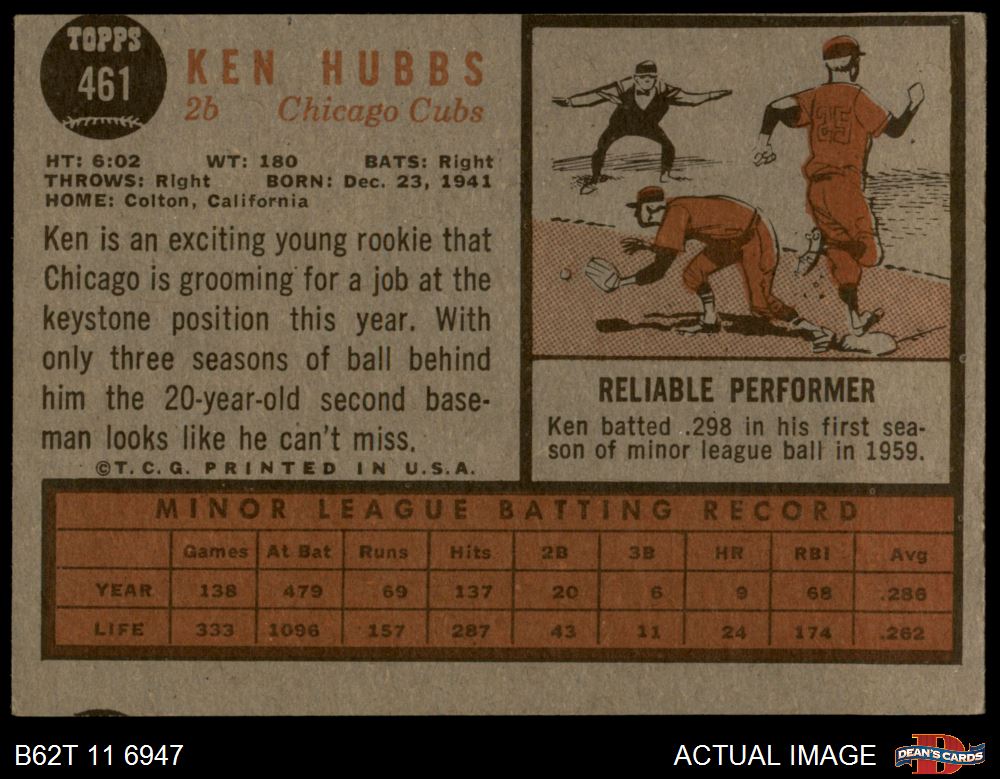 TOPPS
461
KEN HUBBS
2b Chicago Cubs
HT: 6:02 WT: 180 BATS: Right
THROWS: Right BORN: Dec. 23, 1941
HOME: Colton, California
Ken is an exciting young rookie that
Chicago is grooming for a job at the
keystone position this year. With
only three seasons of ball behind
him the 20-year-old second base-
man looks like he can't miss.
©T.C.G. PRINTED IN U.S.A.
25
RELIABLE PERFORMER
Ken batted .298 in his first sea-
son of minor league ball in 1959.
MINOR LEAGUE BATTING RECORD
Games At Bat Runs Hits 2B 3B HR RBI Avg
YEAR 138 479 69 137 20 6 9 68 .286
LIFE 333 1096 157 287 43 11 24 174 .262
B62T 11 6947
ACTUAL IMAGE
DEAN'S CARDS